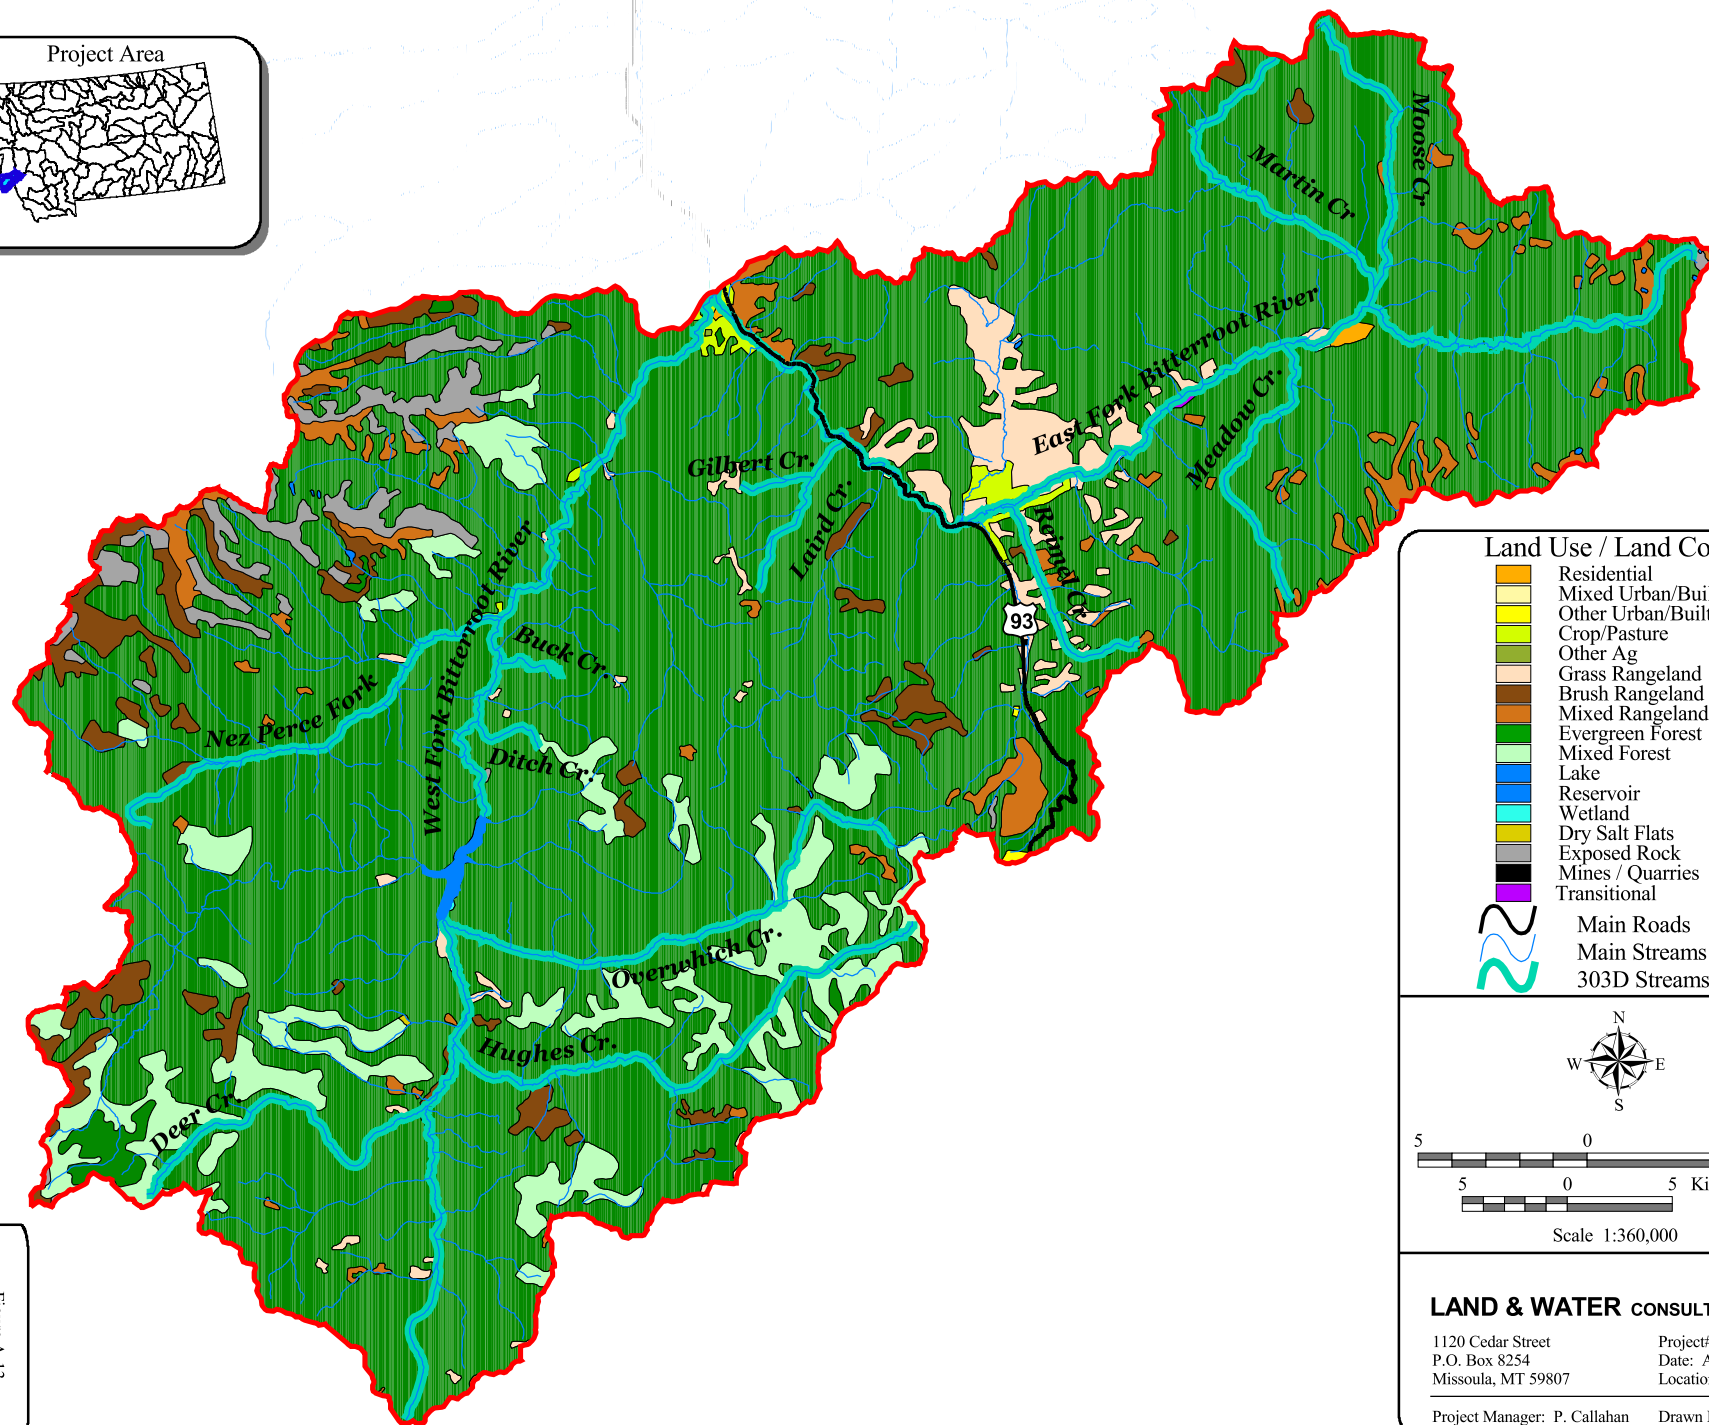 Project Area
Moose Cr
Martin Cr
East Fork Bitterroot River
Meadow Cr.
Gilbert Cr.
Laird Cr.
Reimel Cr.
93
West Fork Bitterroot River
Buck Cr.
Nez Perce Fork
Ditch Cr.
Overwhich Cr.
Hughes Cr.
Deer Cr.
Land Use / Land Co
Residential
Mixed Urban/Buil
Other Urban/Built
Crop/Pasture
Other Ag
Grass Rangeland
Brush Rangeland
Mixed Rangeland
Evergreen Forest
Mixed Forest
Lake
Reservoir
Wetland
Dry Salt Flats
Exposed Rock
Mines / Quarries
Transitional
Main Roads
Main Streams
303D Streams
N
W E
S
5 0
5 0 5 Ki
Scale 1:360,000
LAND & WATER CONSULT
1120 Cedar Street Project#
P.O. Box 8254 Date: A
Missoula, MT 59807 Location
Project Manager: P. Callahan Drawn